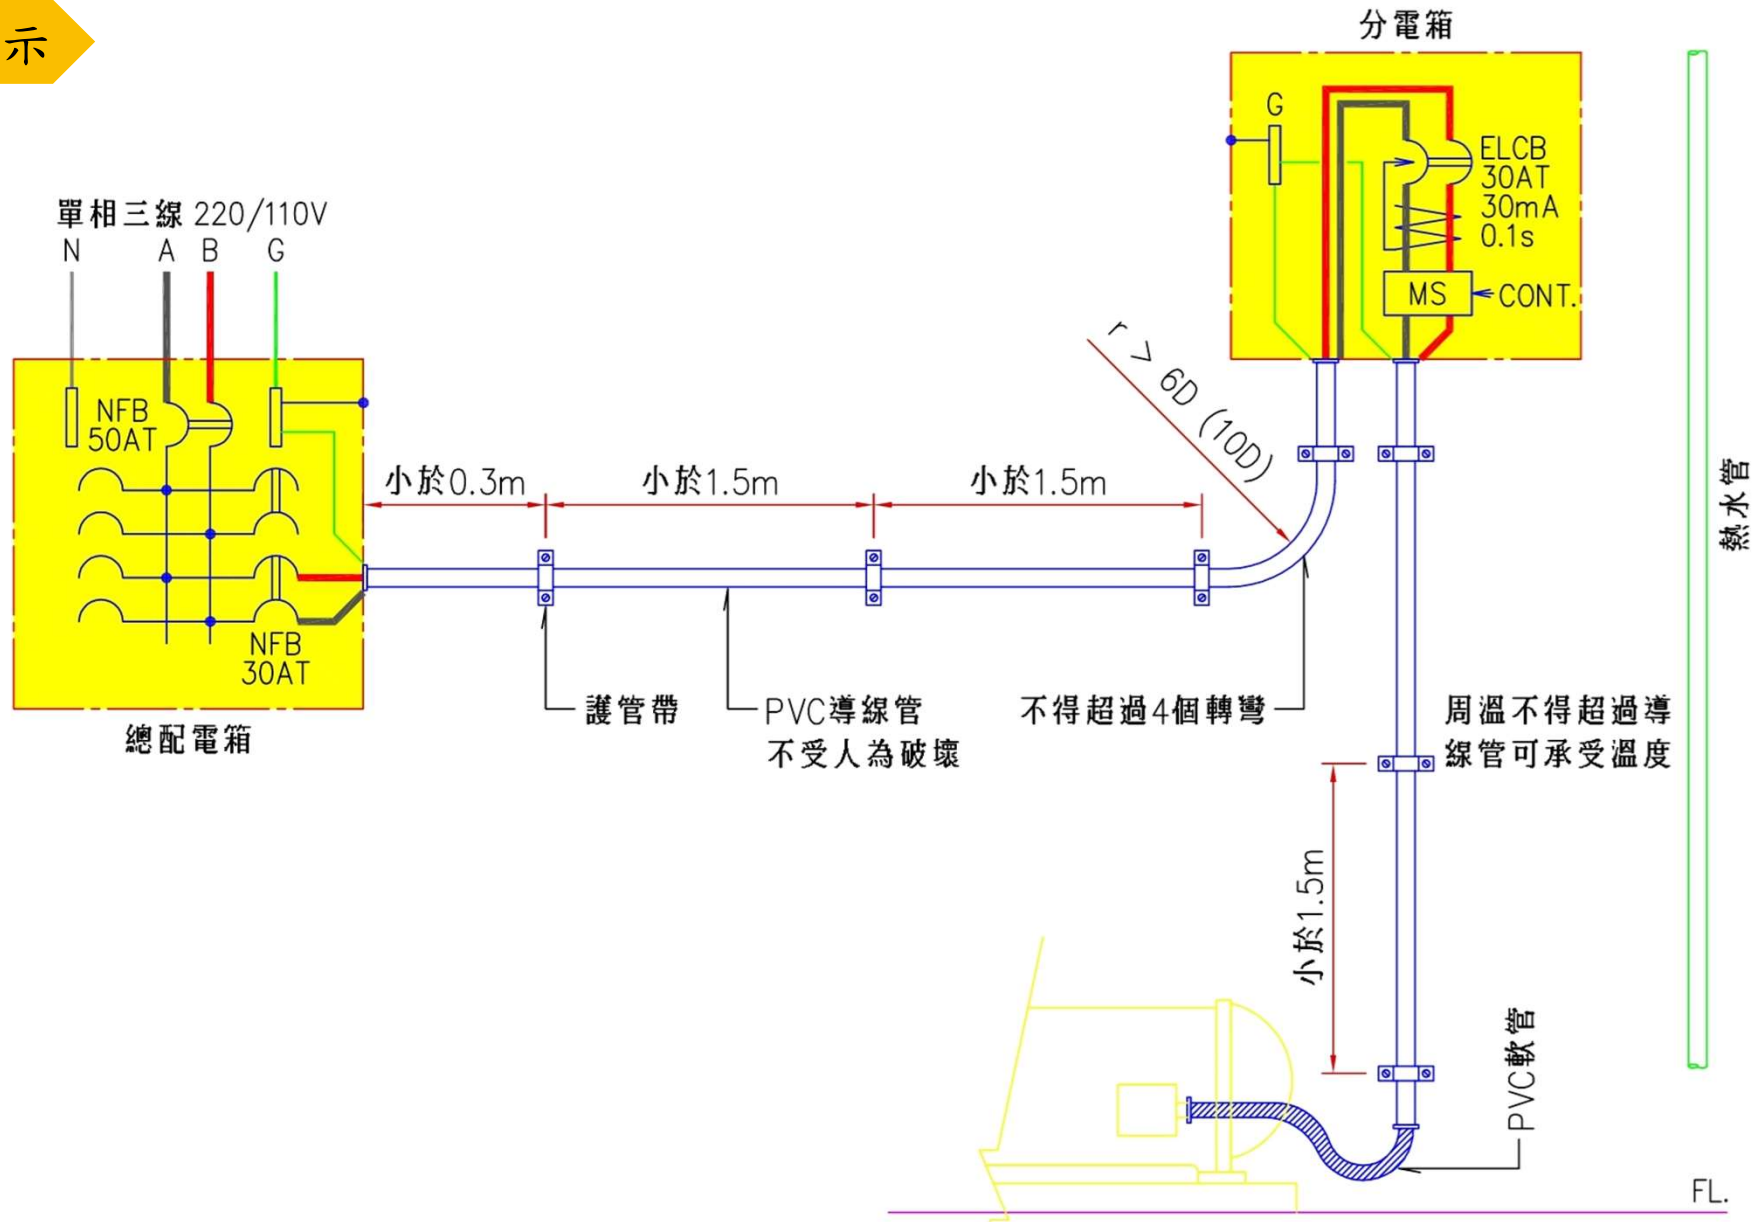 示
分電箱
G
ELCB
30AT
30mA
0.1s
MS
CONT.
單相三線 220/110V
N A B G
NFB
50AT
NFB
30AT
總配電箱
小於0.3m
小於1.5m
小於1.5m
r > 6D (10D)
護管帶
PVC導線管
不受人為破壞
不得超過4個轉彎
周溫不得超過導
線管可承受溫度
熱水管
小於1.5m
PVC軟管
FL.